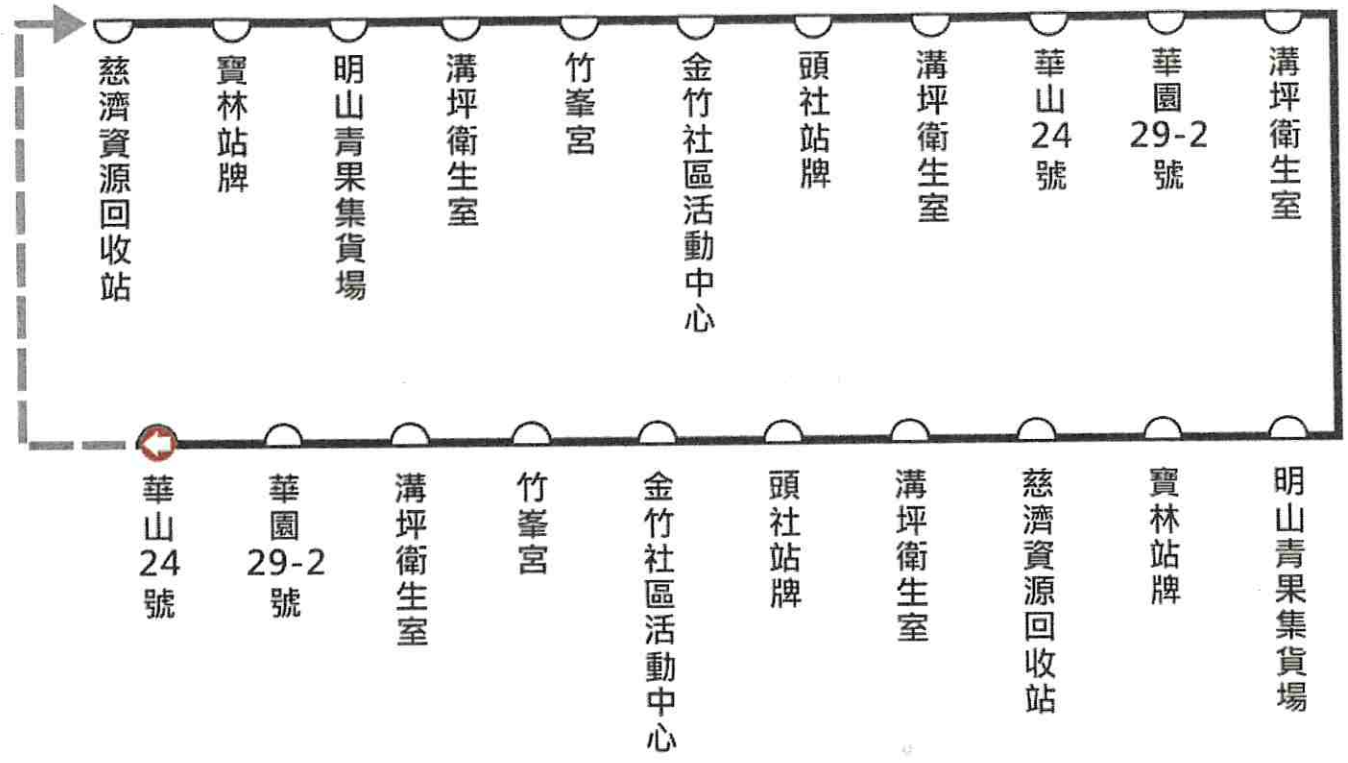 慈濟資源回收站
寶林站牌
明山青果集貨場
溝坪衛生室
竹峯宮
金竹社區活動中心
頭社站牌
溝坪衛生室
華山24號
華園29-2號
溝坪衛生室
華山24號
華園29-2號
溝坪衛生室
竹峯宮
金竹社區活動中心
頭社站牌
溝坪衛生室
慈濟資源回收站
寶林站牌
明山青果集貨場